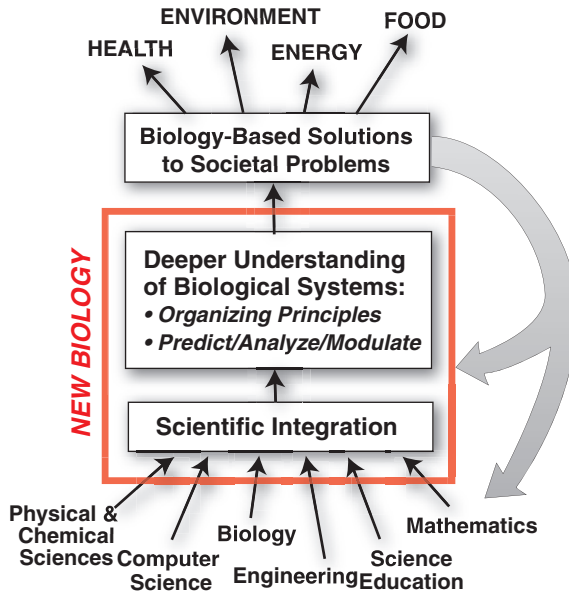 ENVIRONMENT
FOOD
HEALTH
ENERGY
Biology-Based Solutions
to Societal Problems
NEW BIOLOGY
Deeper Understanding
of Biological Systems:
• Organizing Principles
• Predict/Analyze/Modulate
Scientific Integration
Physical &
Chemical
Sciences
Computer
Science
Biology
Engineering
Science
Education
Mathematics